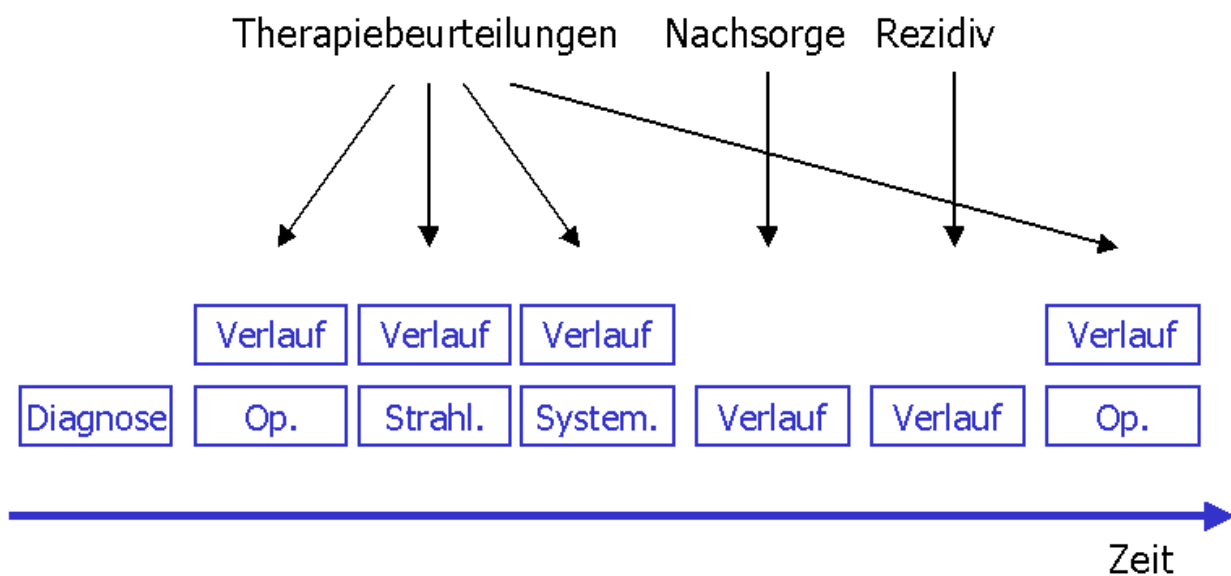 Therapiebeurteilungen Nachsorge Rezidiv
Verlauf Verlauf Verlauf Verlauf
Diagnose Op. Strahl. System. Verlauf Verlauf Op.
Zeit